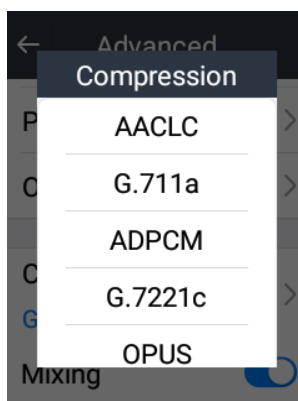 Advanced
Compression
AACLC
G.711a
ADPCM
G.7221c
OPUS
Mixing